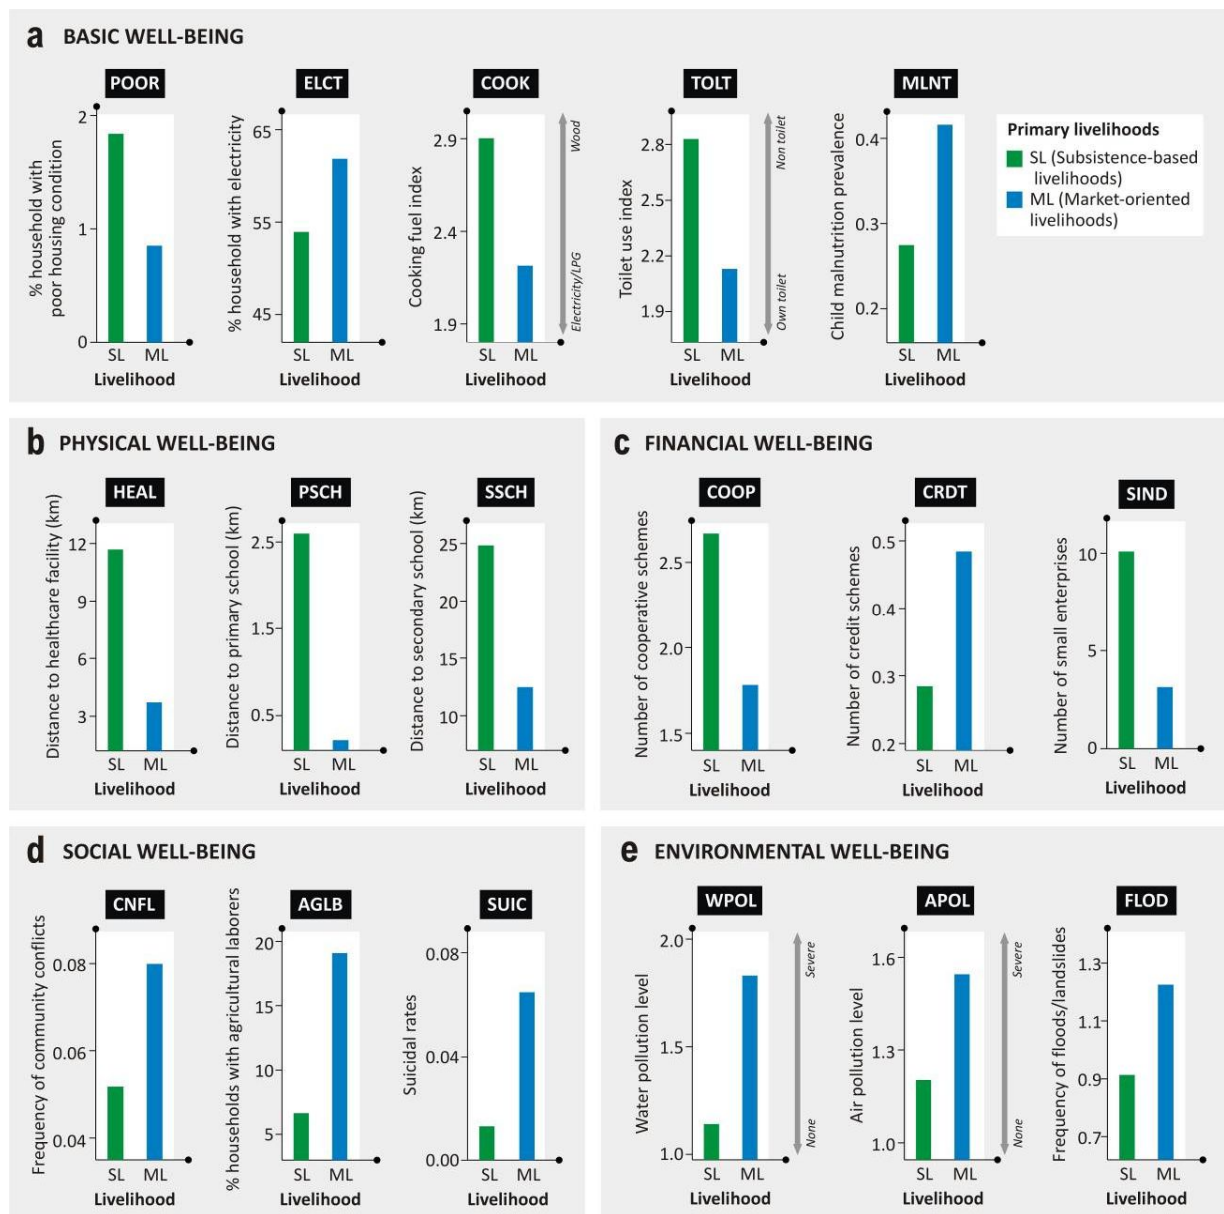 a BASIC WELL-BEING
POOR
% household with
poor housing condition
2
1
0
SL ML
Livelihood
ELCT
% household with electricity
65
55
45
SL ML
Livelihood
COOK
Cooking fuel index
2.9
2.4
1.9
Wood
Electricity/LPG
SL ML
Livelihood
TOLT
Toilet use index
2.8
2.5
2.2
1.9
Non toilet
Own toilet
SL ML
Livelihood
MLNT
Child malnutrition prevalence
0.4
0.3
0.2
SL ML
Livelihood
Primary livelihoods
SL (Subsistence-based
livelihoods)
ML (Market-oriented
livelihoods)
b PHYSICAL WELL-BEING
HEAL
Distance to healthcare facility (km)
12
9
6
3
SL ML
Livelihood
PSCH
Distance to primary school (km)
2.5
1.5
0.5
SL ML
Livelihood
SSCH
Distance to secondary school (km)
25
20
15
10
SL ML
Livelihood
c FINANCIAL WELL-BEING
COOP
Number of cooperative schemes
2.5
2.0
1.5
SL ML
Livelihood
CRDT
Number of credit schemes
0.5
0.4
0.3
0.2
SL ML
Livelihood
SIND
Number of small enterprises
10
5
0
SL ML
Livelihood
d SOCIAL WELL-BEING
CNFL
Frequency of community conflicts
0.08
0.06
0.04
SL ML
Livelihood
AGLB
% households with agricultural laborers
20
15
10
5
SL ML
Livelihood
SUIC
Suicidal rates
0.08
0.04
0.00
SL ML
Livelihood
e ENVIRONMENTAL WELL-BEING
WPOL
Water pollution level
2.0
1.5
1.0
Severe
None
SL ML
Livelihood
APOL
Air pollution level
1.6
1.3
1.0
Severe
None
SL ML
Livelihood
FLOD
Frequency of floods/landslides
1.3
1.1
0.9
0.7
SL ML
Livelihood